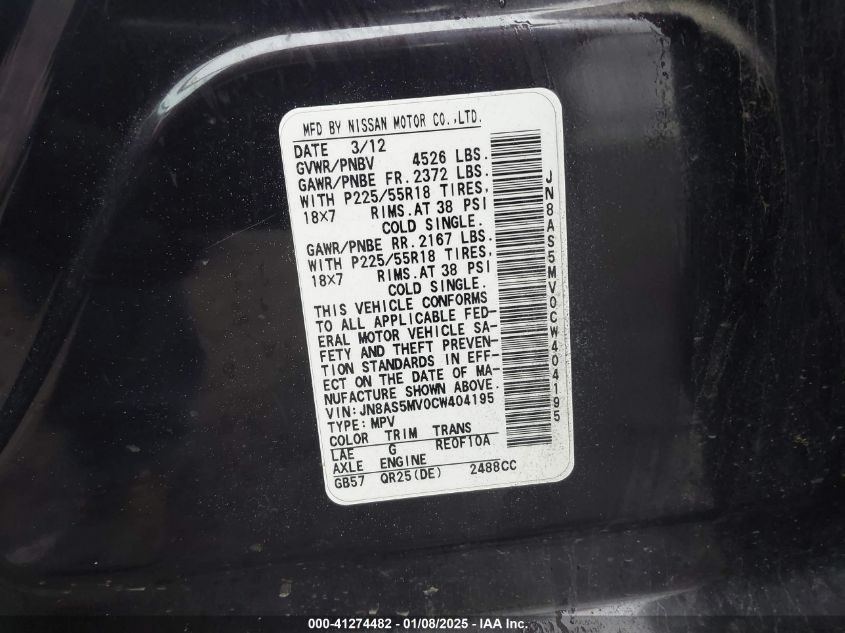 MFD BY NISSAN MOTOR CO.,LTD.
DATE 3/12
GVWR/PNBV 4526 LBS.
GAWR/PNBE FR. 2372 LBS.
WITH P225/55R18 TIRES,
18X7 RIMS.AT 38 PSI
COLD SINGLE.
GAWR/PNBE RR. 2167 LBS.
WITH P225/55R18 TIRES,
18X7 RIMS.AT 38 PSI
COLD SINGLE.
THIS VEHICLE CONFORMS
TO ALL APPLICABLE FED-
ERAL MOTOR VEHICLE SA-
FETY AND THEFT PREVEN-
TION STANDARDS IN EFF-
ECT ON THE DATE OF MA-
NUFACTURE SHOWN ABOVE.
VIN: JN8AS5MV0CW404195
TYPE: MPV
COLOR TRIM TRANS
LAE G RE0F10A
AXLE ENGINE
GB57 QR25(DE) 2488CC
JN8AS5MV0CW404195
000-41274482 - 01/08/2025 - IAA Inc.